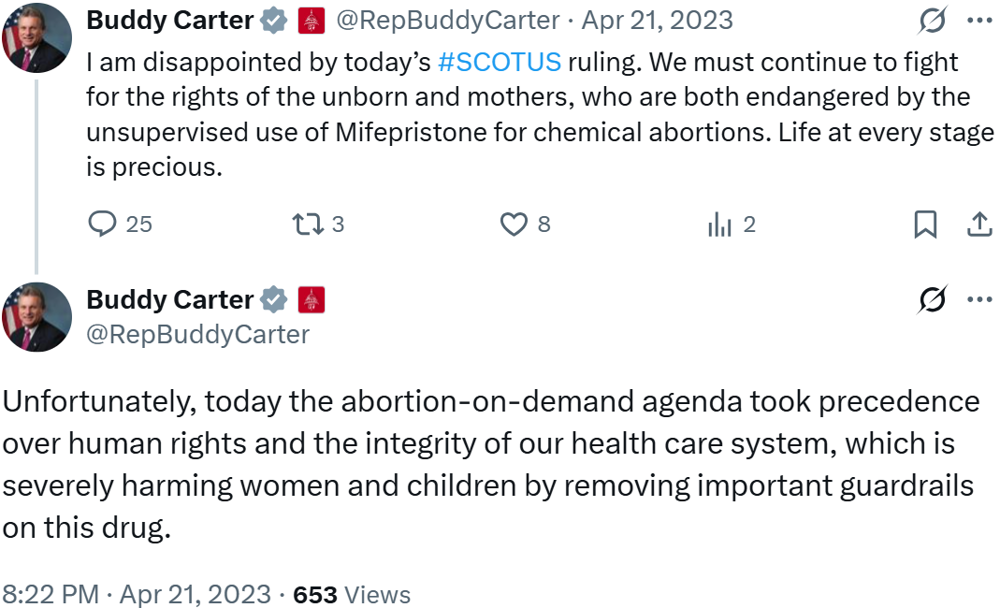 Buddy Carter @RepBuddyCarter · Apr 21, 2023
I am disappointed by today’s #SCOTUS ruling. We must continue to fight
for the rights of the unborn and mothers, who are both endangered by the
unsupervised use of Mifepristone for chemical abortions. Life at every stage
is precious.
25 3 8 2
Buddy Carter
@RepBuddyCarter
Unfortunately, today the abortion-on-demand agenda took precedence
over human rights and the integrity of our health care system, which is
severely harming women and children by removing important guardrails
on this drug.
8:22 PM · Apr 21, 2023 · 653 Views